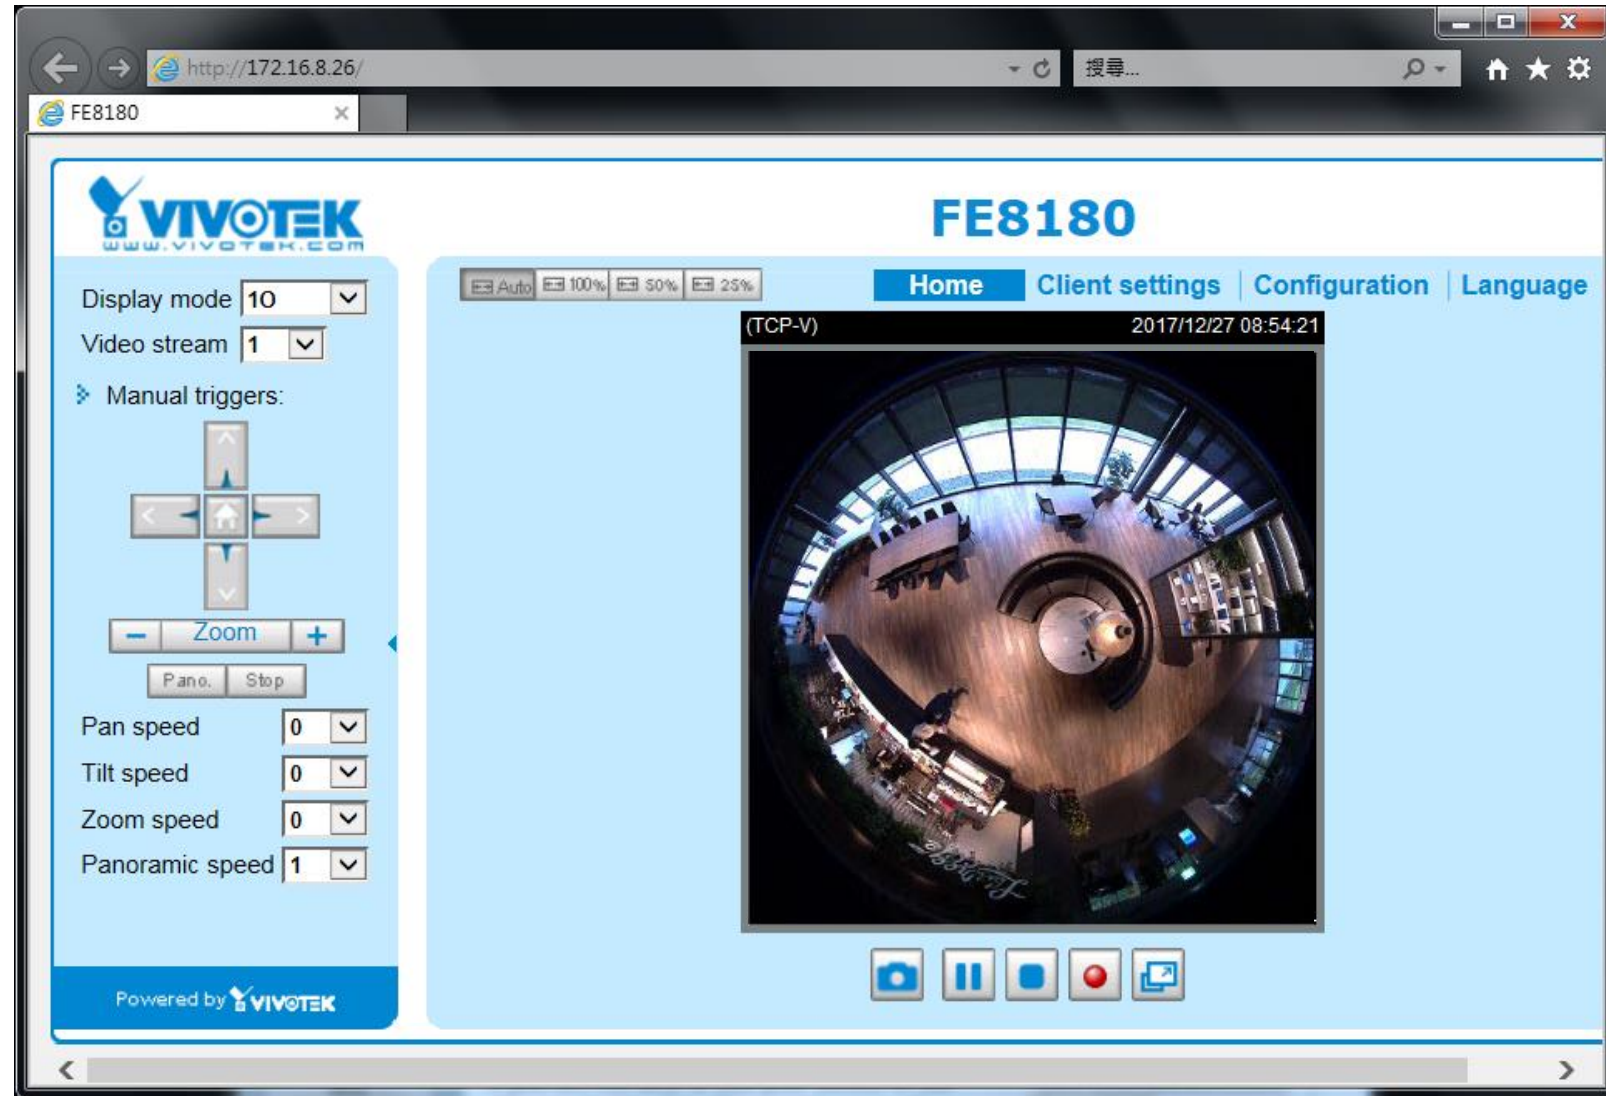 http://172.16.8.26/
搜尋...
FE8180
VIVOTEK
WWW.VIVOTEK.COM
FE8180
Auto 100% 50% 25%
Home Client settings Configuration Language
Display mode 1O
Video stream 1
Manual triggers:
(TCP-V) 2017/12/27 08:54:21
Zoom
Pano. Stop
Pan speed 0
Tilt speed 0
Zoom speed 0
Panoramic speed 1
Powered by VIVOTEK